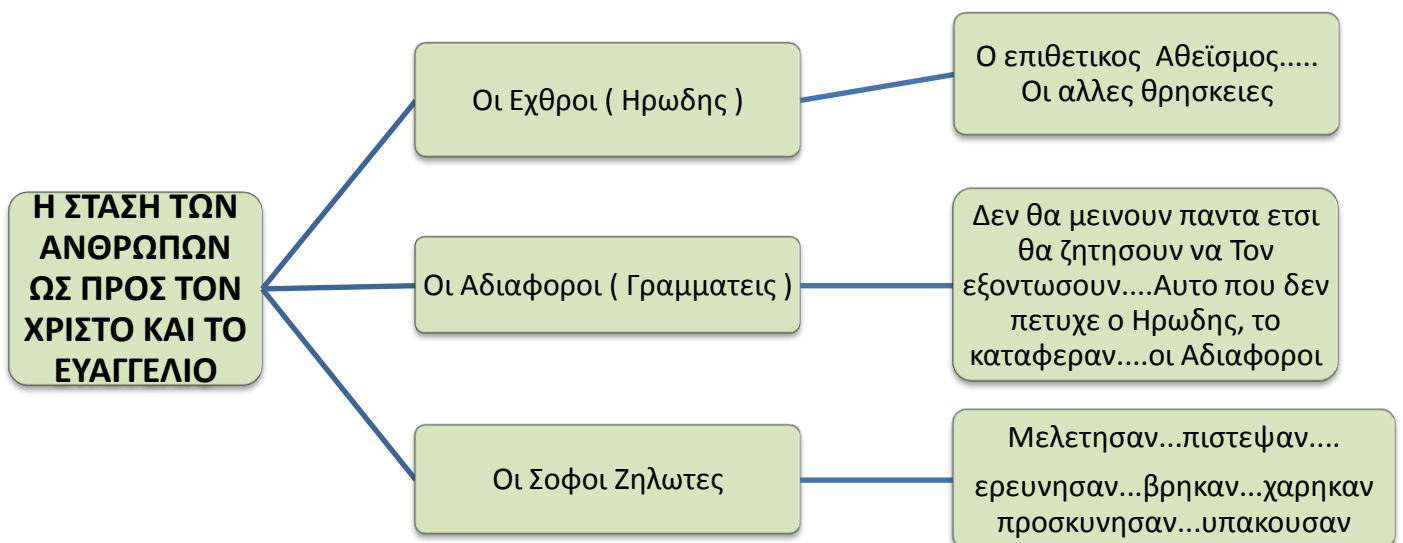 Η ΣΤΑΣΗ ΤΩΝ
ΑΝΘΡΩΠΩΝ
ΩΣ ΠΡΟΣ ΤΟΝ
ΧΡΙΣΤΟ ΚΑΙ ΤΟ
ΕΥΑΓΓΕΛΙΟ
Οι Εχθροι ( Ηρωδης )
Ο επιθετικος Αθεϊσμος.....
Οι αλλες θρησκειες
Οι Αδιαφοροι ( Γραμματεις )
Δεν θα μεινουν παντα ετσι
θα ζητησουν να Τον
εξοντωσουν....Αυτο που δεν
πετυχε ο Ηρωδης, το
καταφεραν....οι Αδιαφοροι
Οι Σοφοι Ζηλωτες
Μελετησαν...πιστεψαν....
ερευνησαν...βρηκαν...χαρηκαν
προσκυνησαν...υπακουσαν